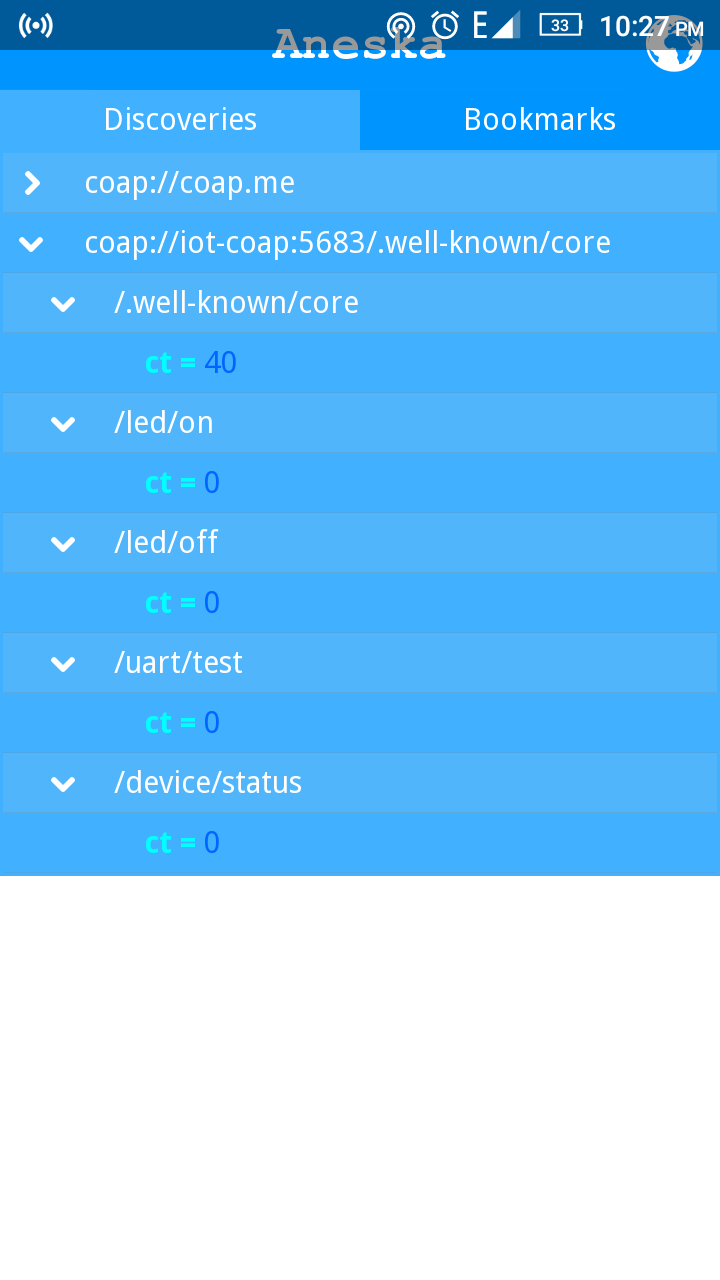 E 33 10:27 PM
Aneska
Discoveries Bookmarks
coap://coap.me
coap://iot-coap:5683/.well-known/core
/.well-known/core
ct = 40
/led/on
ct = 0
/led/off
ct = 0
/uart/test
ct = 0
/device/status
ct = 0